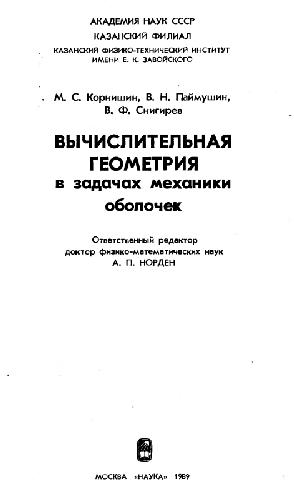 АКАДЕМИЯ НАУК СССР
КАЗАНСКИЙ ФИЛИАЛ
КАЗАНСКИЙ ФИЗИКО-ТЕХНИЧЕСКИЙ ИНСТИТУТ
ИМЕНИ Е. К. ЗАВОЙСКОГО
М. С. Корнишин, В. Н. Паймушин,
В. Ф. Снигирев
ВЫЧИСЛИТЕЛЬНАЯ
ГЕОМЕТРИЯ
в задачах механики
оболочек
Ответственный редактор
доктор физико-математических наук
А. П. НОРДЕН
МОСКВА «НАУКА» 1989